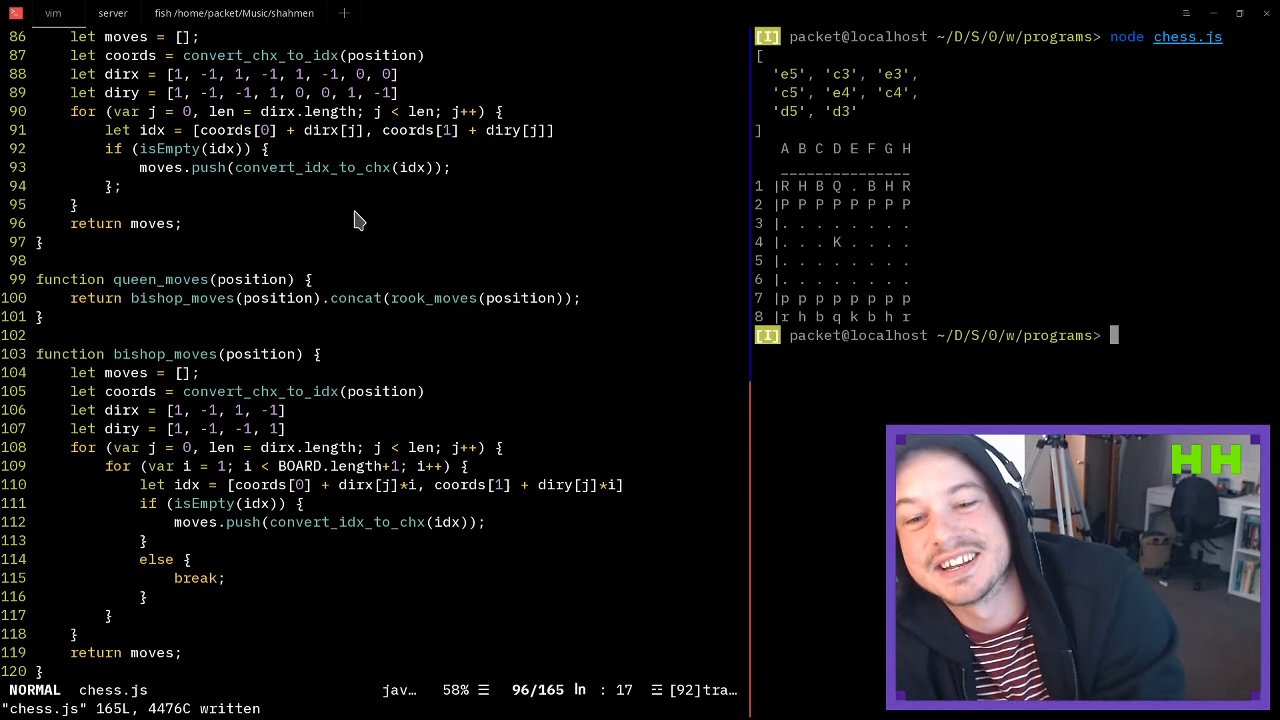 vim server fish /home/packet/Music/shahmen
86 let moves = [];
87 let coords = convert_chx_to_idx(position)
88 let dirx = [1, -1, 1, -1, 1, -1, 0, 0]
89 let diry = [1, -1, -1, 1, 0, 0, 1, -1]
90 for (var j = 0, len = dirx.length; j < len; j++) {
91 let idx = [coords[0] + dirx[j], coords[1] + diry[j]]
92 if (isEmpty(idx)) {
93 moves.push(convert_idx_to_chx(idx));
94 };
95 }
96 return moves;
97 }
98
99 function queen_moves(position) {
100 return bishop_moves(position).concat(rook_moves(position));
101 }
102
103 function bishop_moves(position) {
104 let moves = [];
105 let coords = convert_chx_to_idx(position)
106 let dirx = [1, -1, 1, -1]
107 let diry = [1, -1, -1, 1]
108 for (var j = 0, len = dirx.length; j < len; j++) {
109 for (var i = 1; i < BOARD.length+1; i++) {
110 let idx = [coords[0] + dirx[j]*i, coords[1] + diry[j]*i]
111 if (isEmpty(idx)) {
112 moves.push(convert_idx_to_chx(idx));
113 }
114 else {
115 break;
116 }
117 }
118 }
119 return moves;
120 }
NORMAL chess.js jav… 58% ☰ 96/165 ln : 17 ☲ [92]tra…
"chess.js" 165L, 4476C written
[I] packet@localhost ~/D/S/0/w/programs> node chess.js
[
'e5', 'c3', 'e3',
'c5', 'e4', 'c4',
'd5', 'd3'
]
A B C D E F G H
_______________
1 |R H B Q . B H R
2 |P P P P P P P P
3 |. . . . . . . .
4 |. . . K . . . .
5 |. . . . . . . .
6 |. . . . . . . .
7 |p p p p p p p p
8 |r h b q k b h r
[I] packet@localhost ~/D/S/0/w/programs>
HH